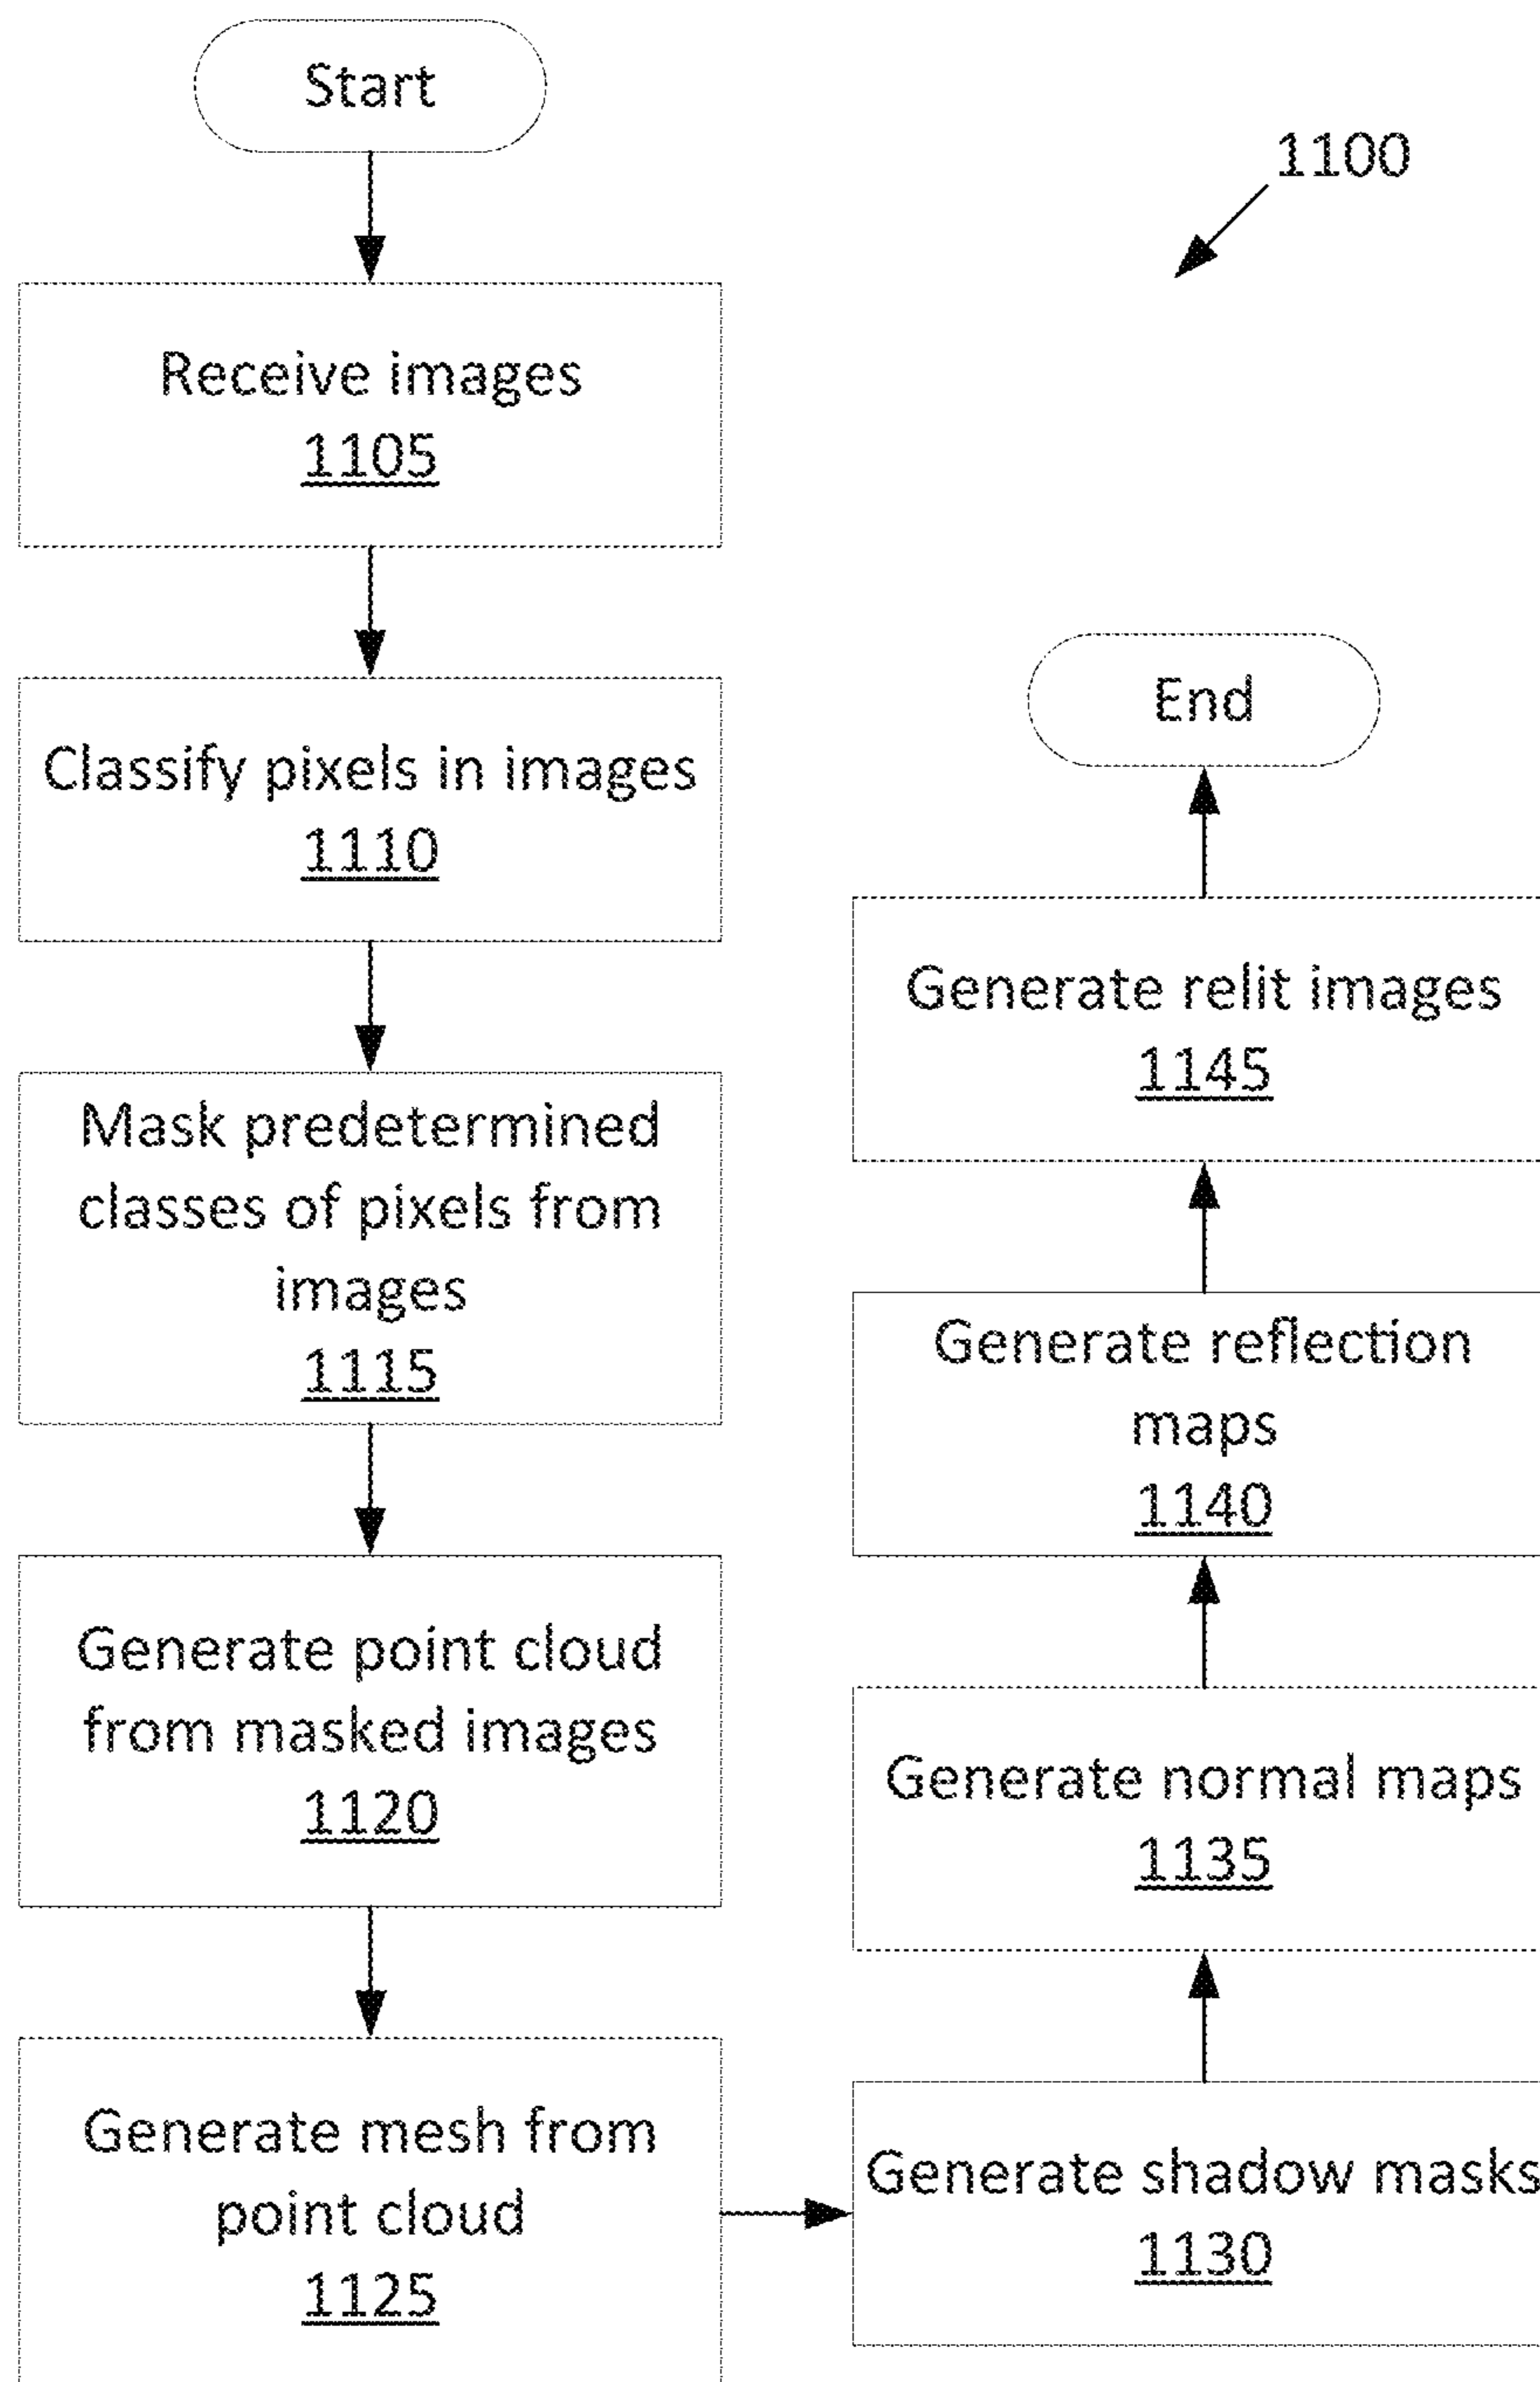 Start
1100
Receive images
1105
Classify pixels in images
1110
Mask predetermined
classes of pixels from
images
1115
Generate point cloud
from masked images
1120
Generate mesh from
point cloud
1125
Generate shadow masks
1130
Generate normal maps
1135
Generate reflection
maps
1140
Generate relit images
1145
End